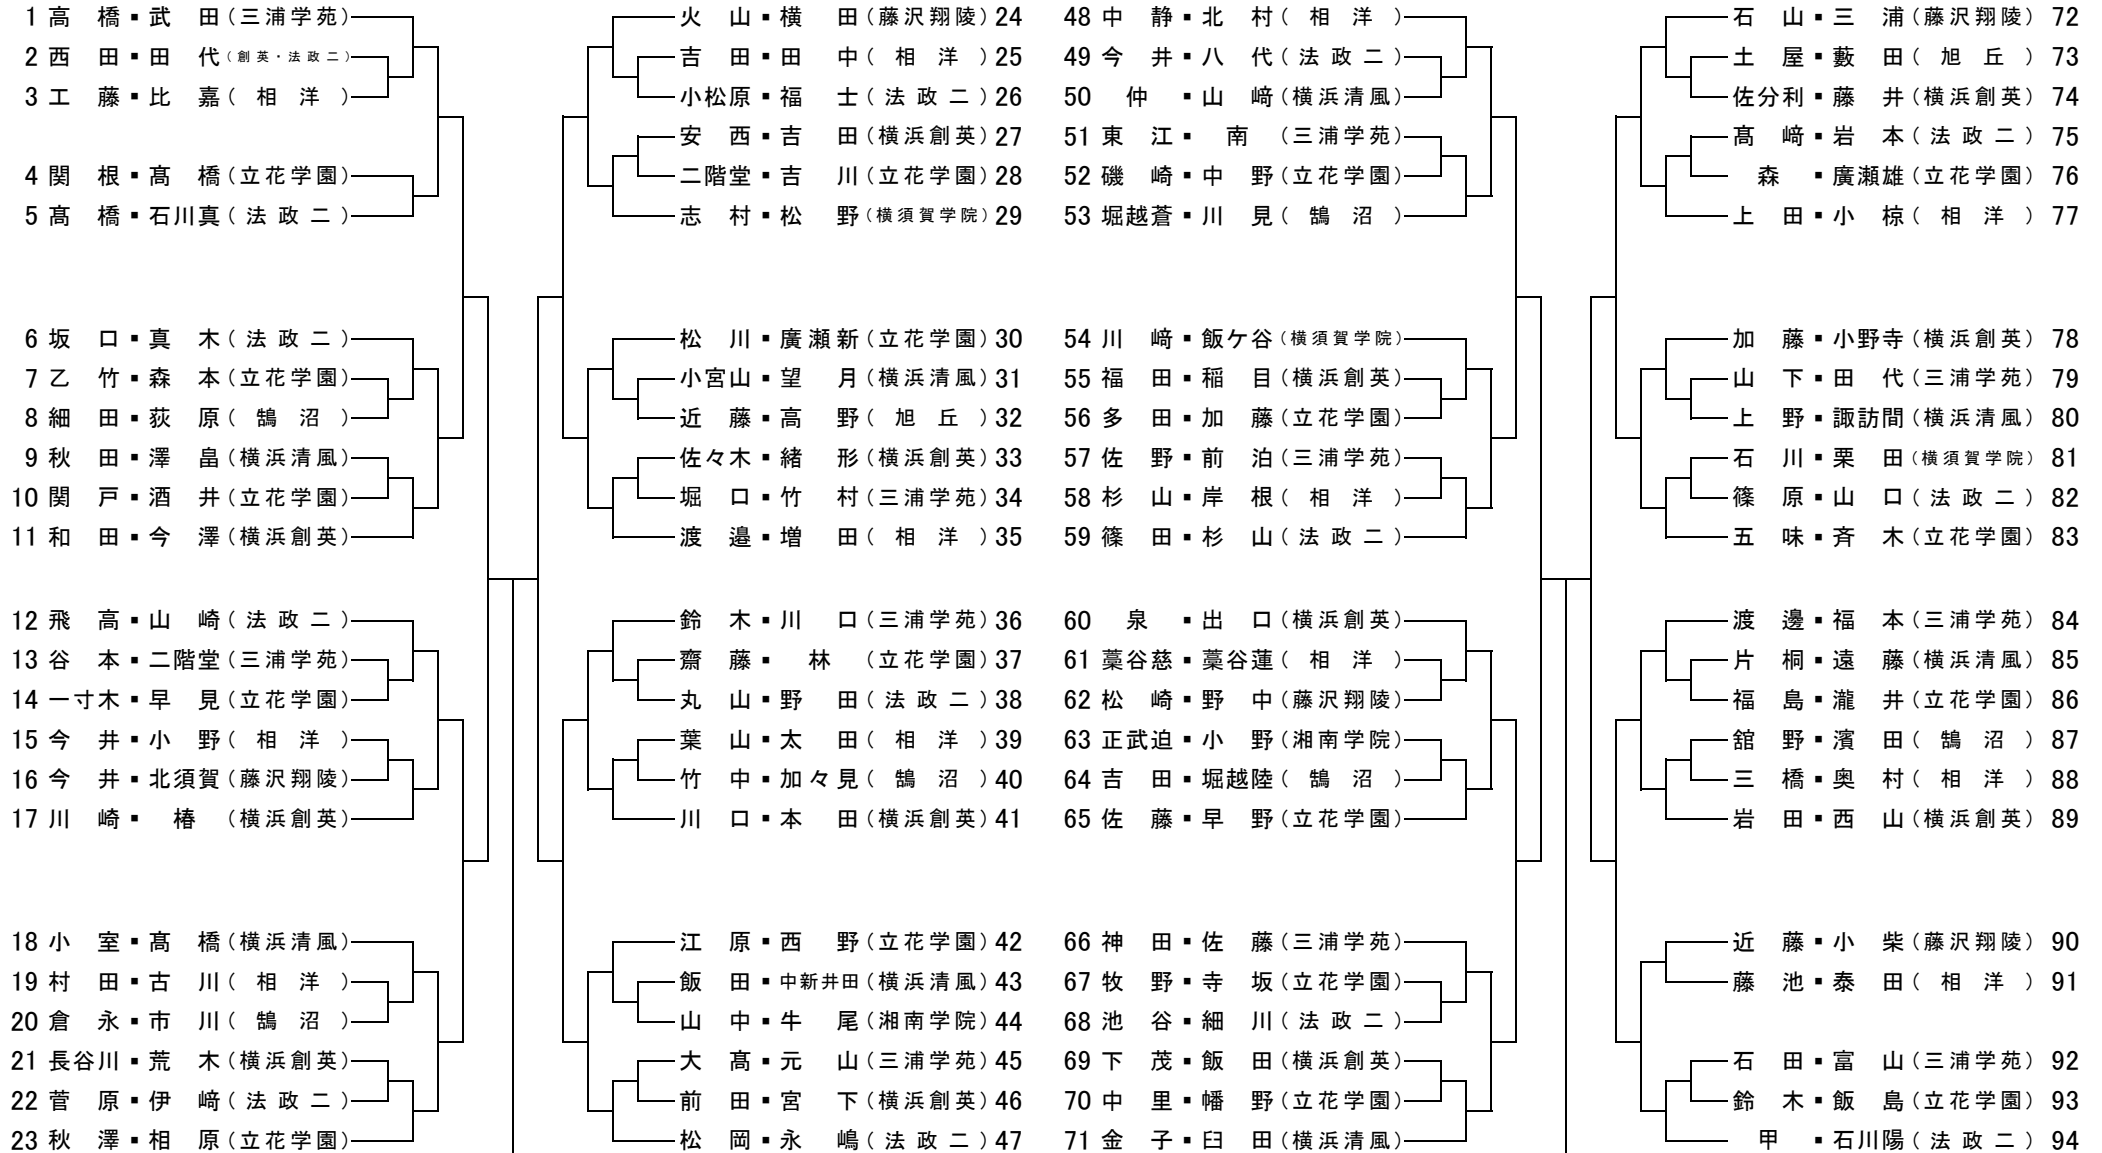 1 高橋▪武田(三浦学苑)
2 西田▪田代(創英・法政二)
3 工藤▪比嘉(相洋)
4 関根▪髙橋(立花学園)
5 髙橋▪石川真(法政二)
6 坂口▪真木(法政二)
7 乙竹▪森本(立花学園)
8 細田▪荻原(鵠沼)
9 秋田▪澤畠(横浜清風)
10 関戸▪酒井(立花学園)
11 和田▪今澤(横浜創英)
12 飛高▪山崎(法政二)
13 谷本▪二階堂(三浦学苑)
14 一寸木▪早見(立花学園)
15 今井▪小野(相洋)
16 今井▪北須賀(藤沢翔陵)
17 川崎▪椿(横浜創英)
18 小室▪髙橋(横浜清風)
19 村田▪古川(相洋)
20 倉永▪市川(鵠沼)
21 長谷川▪荒木(横浜創英)
22 菅原▪伊﨑(法政二)
23 秋澤▪相原(立花学園)
火山▪横田(藤沢翔陵) 24
吉田▪田中(相洋) 25
小松原▪福士(法政二) 26
安西▪吉田(横浜創英) 27
二階堂▪吉川(立花学園) 28
志村▪松野(横須賀学院) 29
松川▪廣瀬新(立花学園) 30
小宮山▪望月(横浜清風) 31
近藤▪高野(旭丘) 32
佐々木▪緒形(横浜創英) 33
堀口▪竹村(三浦学苑) 34
渡邉▪増田(相洋) 35
鈴木▪川口(三浦学苑) 36
齋藤▪林(立花学園) 37
丸山▪野田(法政二) 38
葉山▪太田(相洋) 39
竹中▪加々見(鵠沼) 40
川口▪本田(横浜創英) 41
江原▪西野(立花学園) 42
飯田▪中新井田(横浜清風) 43
山中▪牛尾(湘南学院) 44
大髙▪元山(三浦学苑) 45
前田▪宮下(横浜創英) 46
松岡▪永嶋(法政二) 47
48 中静▪北村(相洋)
49 今井▪八代(法政二)
50 仲▪山﨑(横浜清風)
51 東江▪南(三浦学苑)
52 磯崎▪中野(立花学園)
53 堀越蒼▪川見(鵠沼)
54 川﨑▪飯ケ谷(横須賀学院)
55 福田▪稲目(横浜創英)
56 多田▪加藤(立花学園)
57 佐野▪前泊(三浦学苑)
58 杉山▪岸根(相洋)
59 篠田▪杉山(法政二)
60 泉▪出口(横浜創英)
61 藁谷慈▪藁谷蓮(相洋)
62 松崎▪野中(藤沢翔陵)
63 正武迫▪小野(湘南学院)
64 吉田▪堀越陸(鵠沼)
65 佐藤▪早野(立花学園)
66 神田▪佐藤(三浦学苑)
67 牧野▪寺坂(立花学園)
68 池谷▪細川(法政二)
69 下茂▪飯田(横浜創英)
70 中里▪幡野(立花学園)
71 金子▪臼田(横浜清風)
石山▪三浦(藤沢翔陵) 72
土屋▪藪田(旭丘) 73
佐分利▪藤井(横浜創英) 74
髙﨑▪岩本(法政二) 75
森▪廣瀬雄(立花学園) 76
上田▪小椋(相洋) 77
加藤▪小野寺(横浜創英) 78
山下▪田代(三浦学苑) 79
上野▪諏訪間(横浜清風) 80
石川▪栗田(横須賀学院) 81
篠原▪山口(法政二) 82
五味▪斉木(立花学園) 83
渡邊▪福本(三浦学苑) 84
片桐▪遠藤(横浜清風) 85
福島▪瀧井(立花学園) 86
舘野▪濱田(鵠沼) 87
三橋▪奥村(相洋) 88
岩田▪西山(横浜創英) 89
近藤▪小柴(藤沢翔陵) 90
藤池▪泰田(相洋) 91
石田▪富山(三浦学苑) 92
鈴木▪飯島(立花学園) 93
甲▪石川陽(法政二) 94